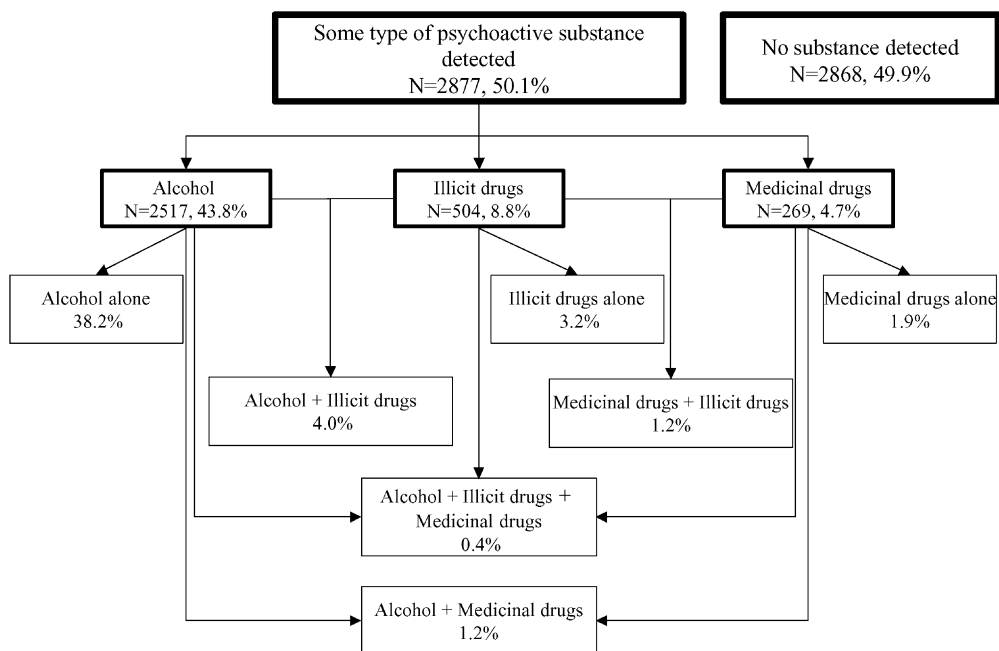 Some type of psychoactive substance
detected
N=2877, 50.1%
No substance detected
N=2868, 49.9%
Alcohol
N=2517, 43.8%
Illicit drugs
N=504, 8.8%
Medicinal drugs
N=269, 4.7%
Alcohol alone
38.2%
Illicit drugs alone
3.2%
Medicinal drugs alone
1.9%
Alcohol + Illicit drugs
4.0%
Medicinal drugs + Illicit drugs
1.2%
Alcohol + Illicit drugs +
Medicinal drugs
0.4%
Alcohol + Medicinal drugs
1.2%